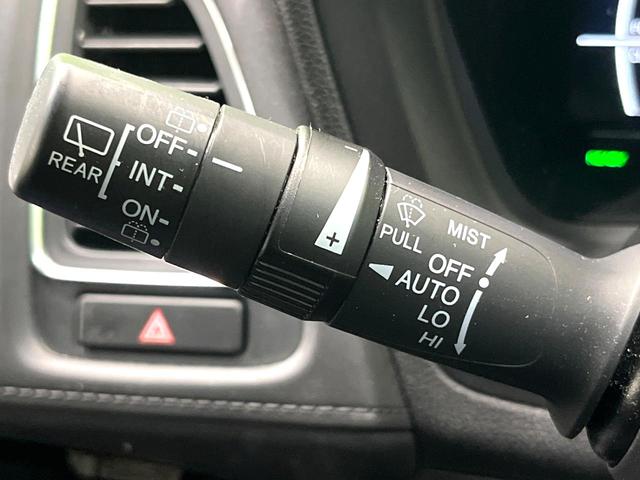 REAR
OFF
INT
ON
-
+
PULL
MIST
OFF
AUTO
LO
HI